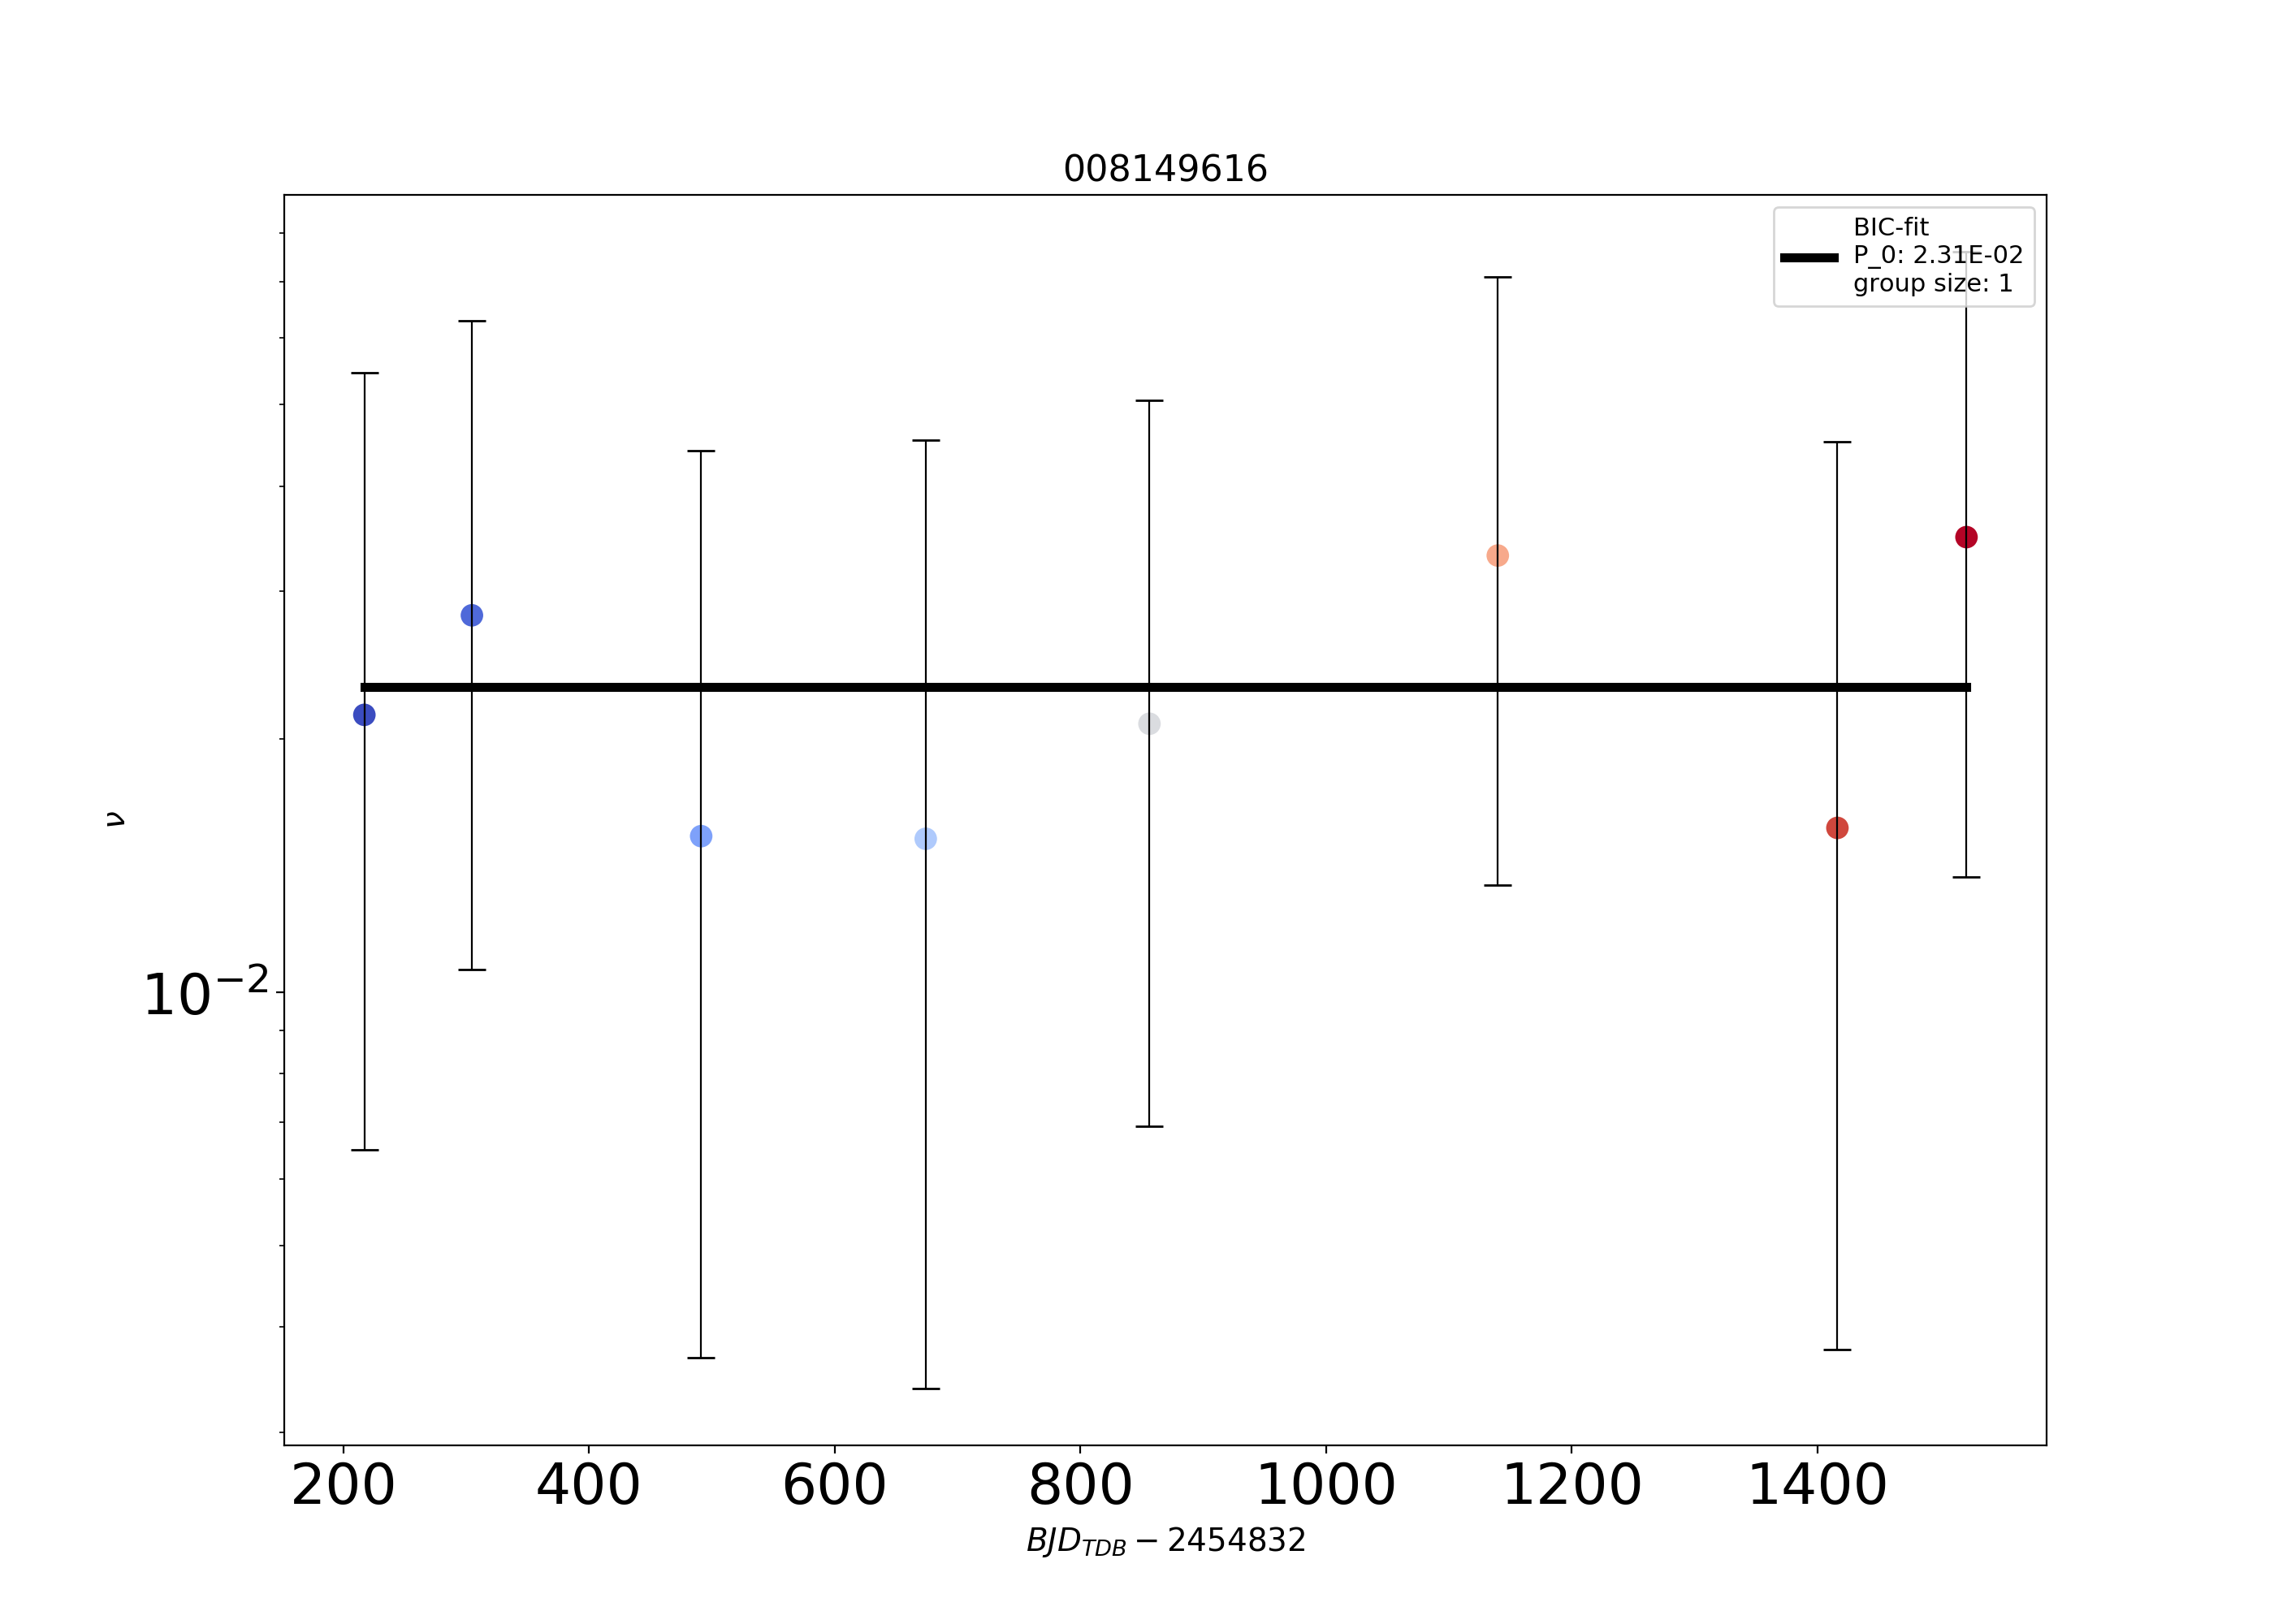 008149616
BIC-fit
P_0: 2.31E-02
group size: 1
ν
10⁻²
200 400 600 800 1000 1200 1400
BJD_TDB − 2454832